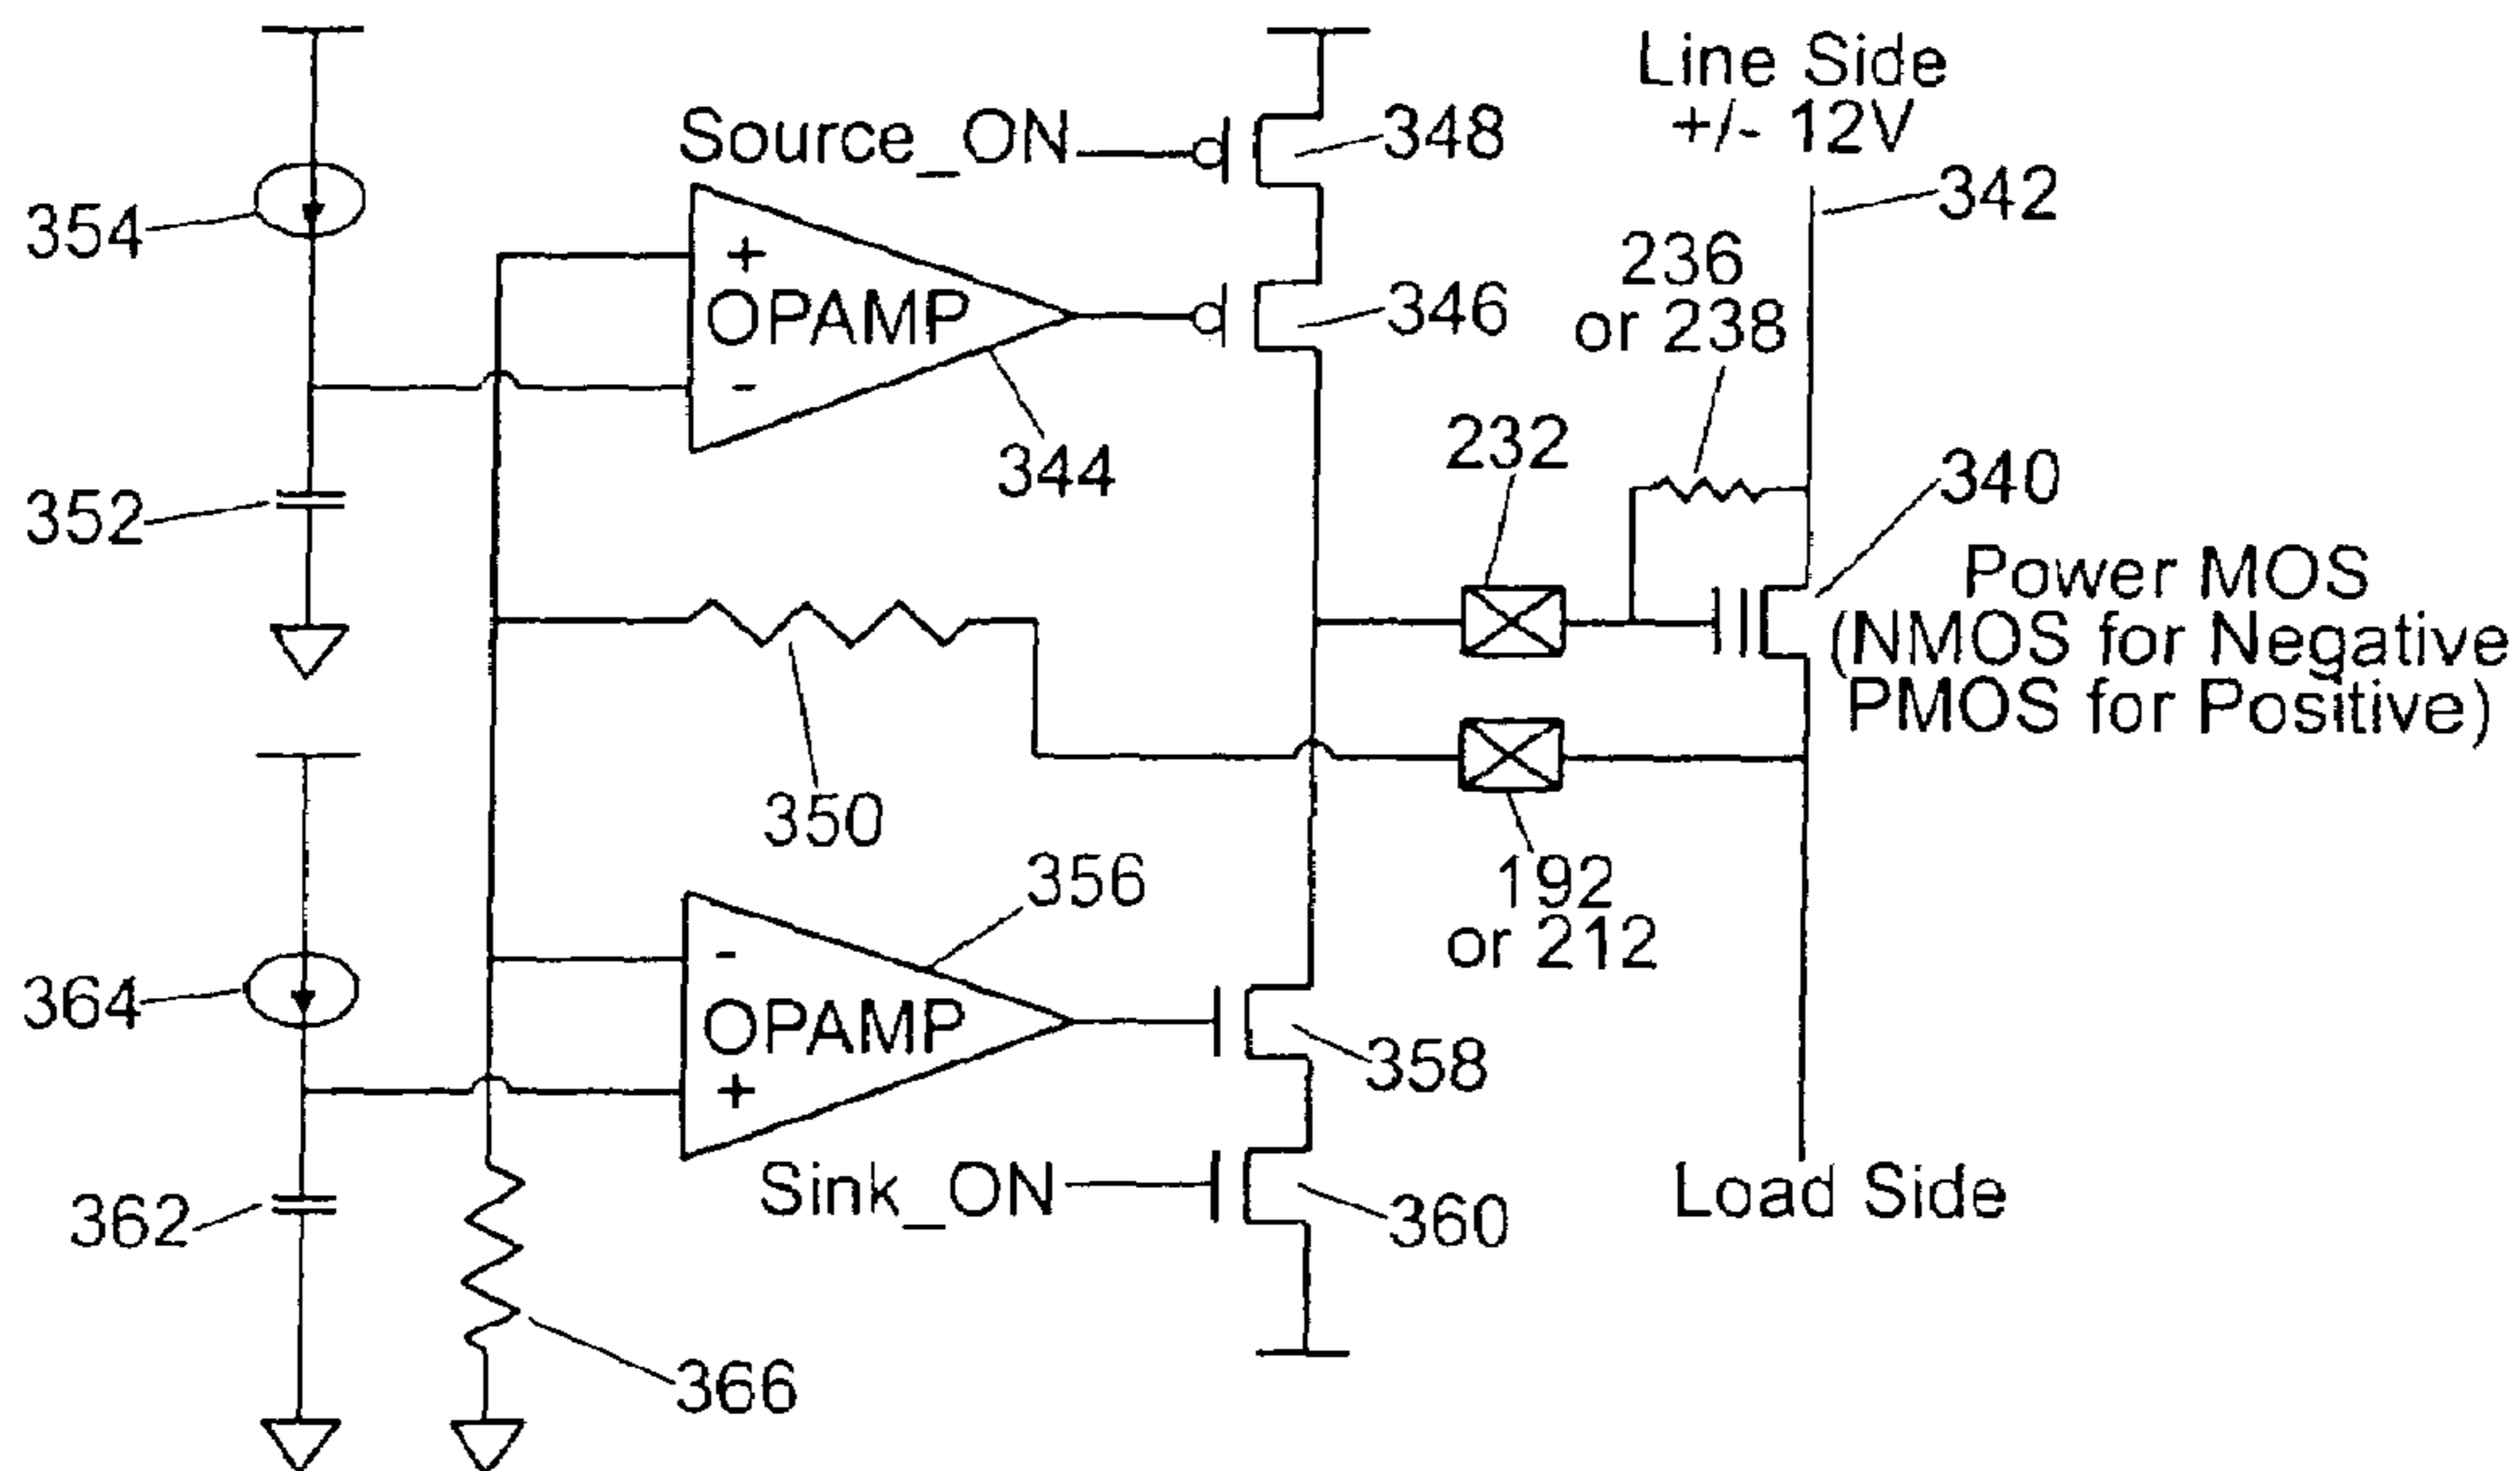 Line Side
+/- 12V
Source_ON
348
342
354
+
OPAMP
-
346
236
or 238
232
344
340
352
Power MOS
(NMOS for Negative
PMOS for Positive)
350
356
192
or 212
-
OPAMP
+
364
358
Sink_ON
360
Load Side
362
366